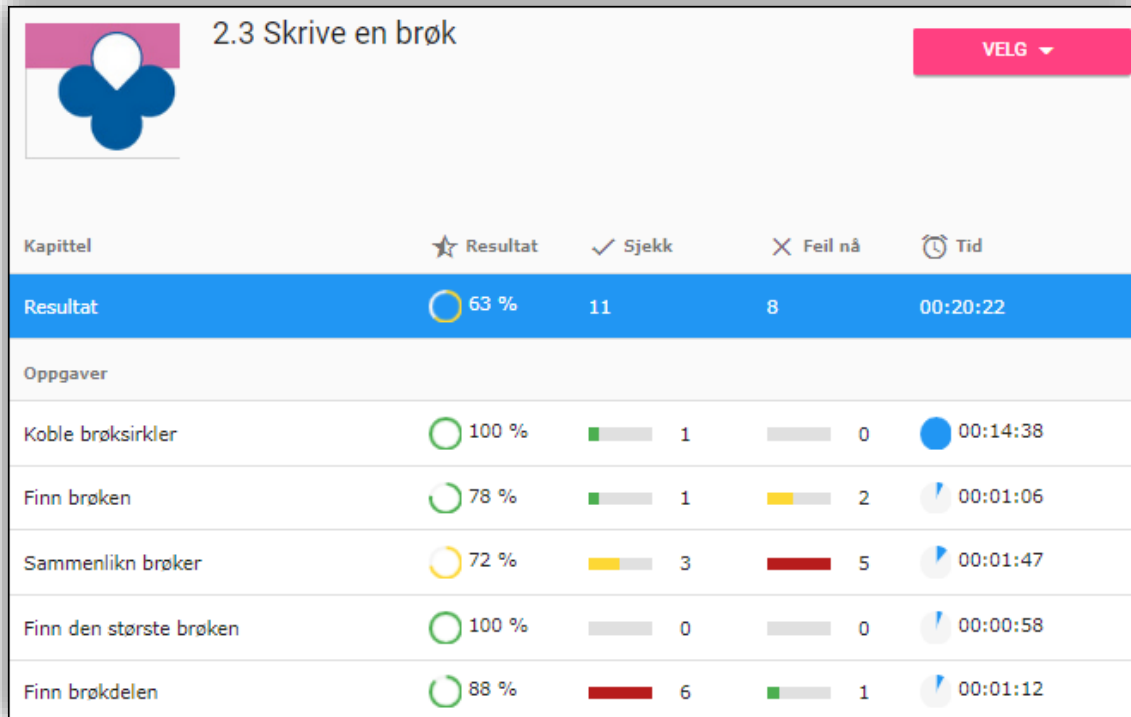 2.3 Skrive en brøk
VELG
Kapittel Resultat Sjekk Feil nå Tid
Resultat 63 % 11 8 00:20:22
Oppgaver
Koble brøksirkler 100 % 1 0 00:14:38
Finn brøken 78 % 1 2 00:01:06
Sammenlikn brøker 72 % 3 5 00:01:47
Finn den største brøken 100 % 0 0 00:00:58
Finn brøkdelen 88 % 6 1 00:01:12